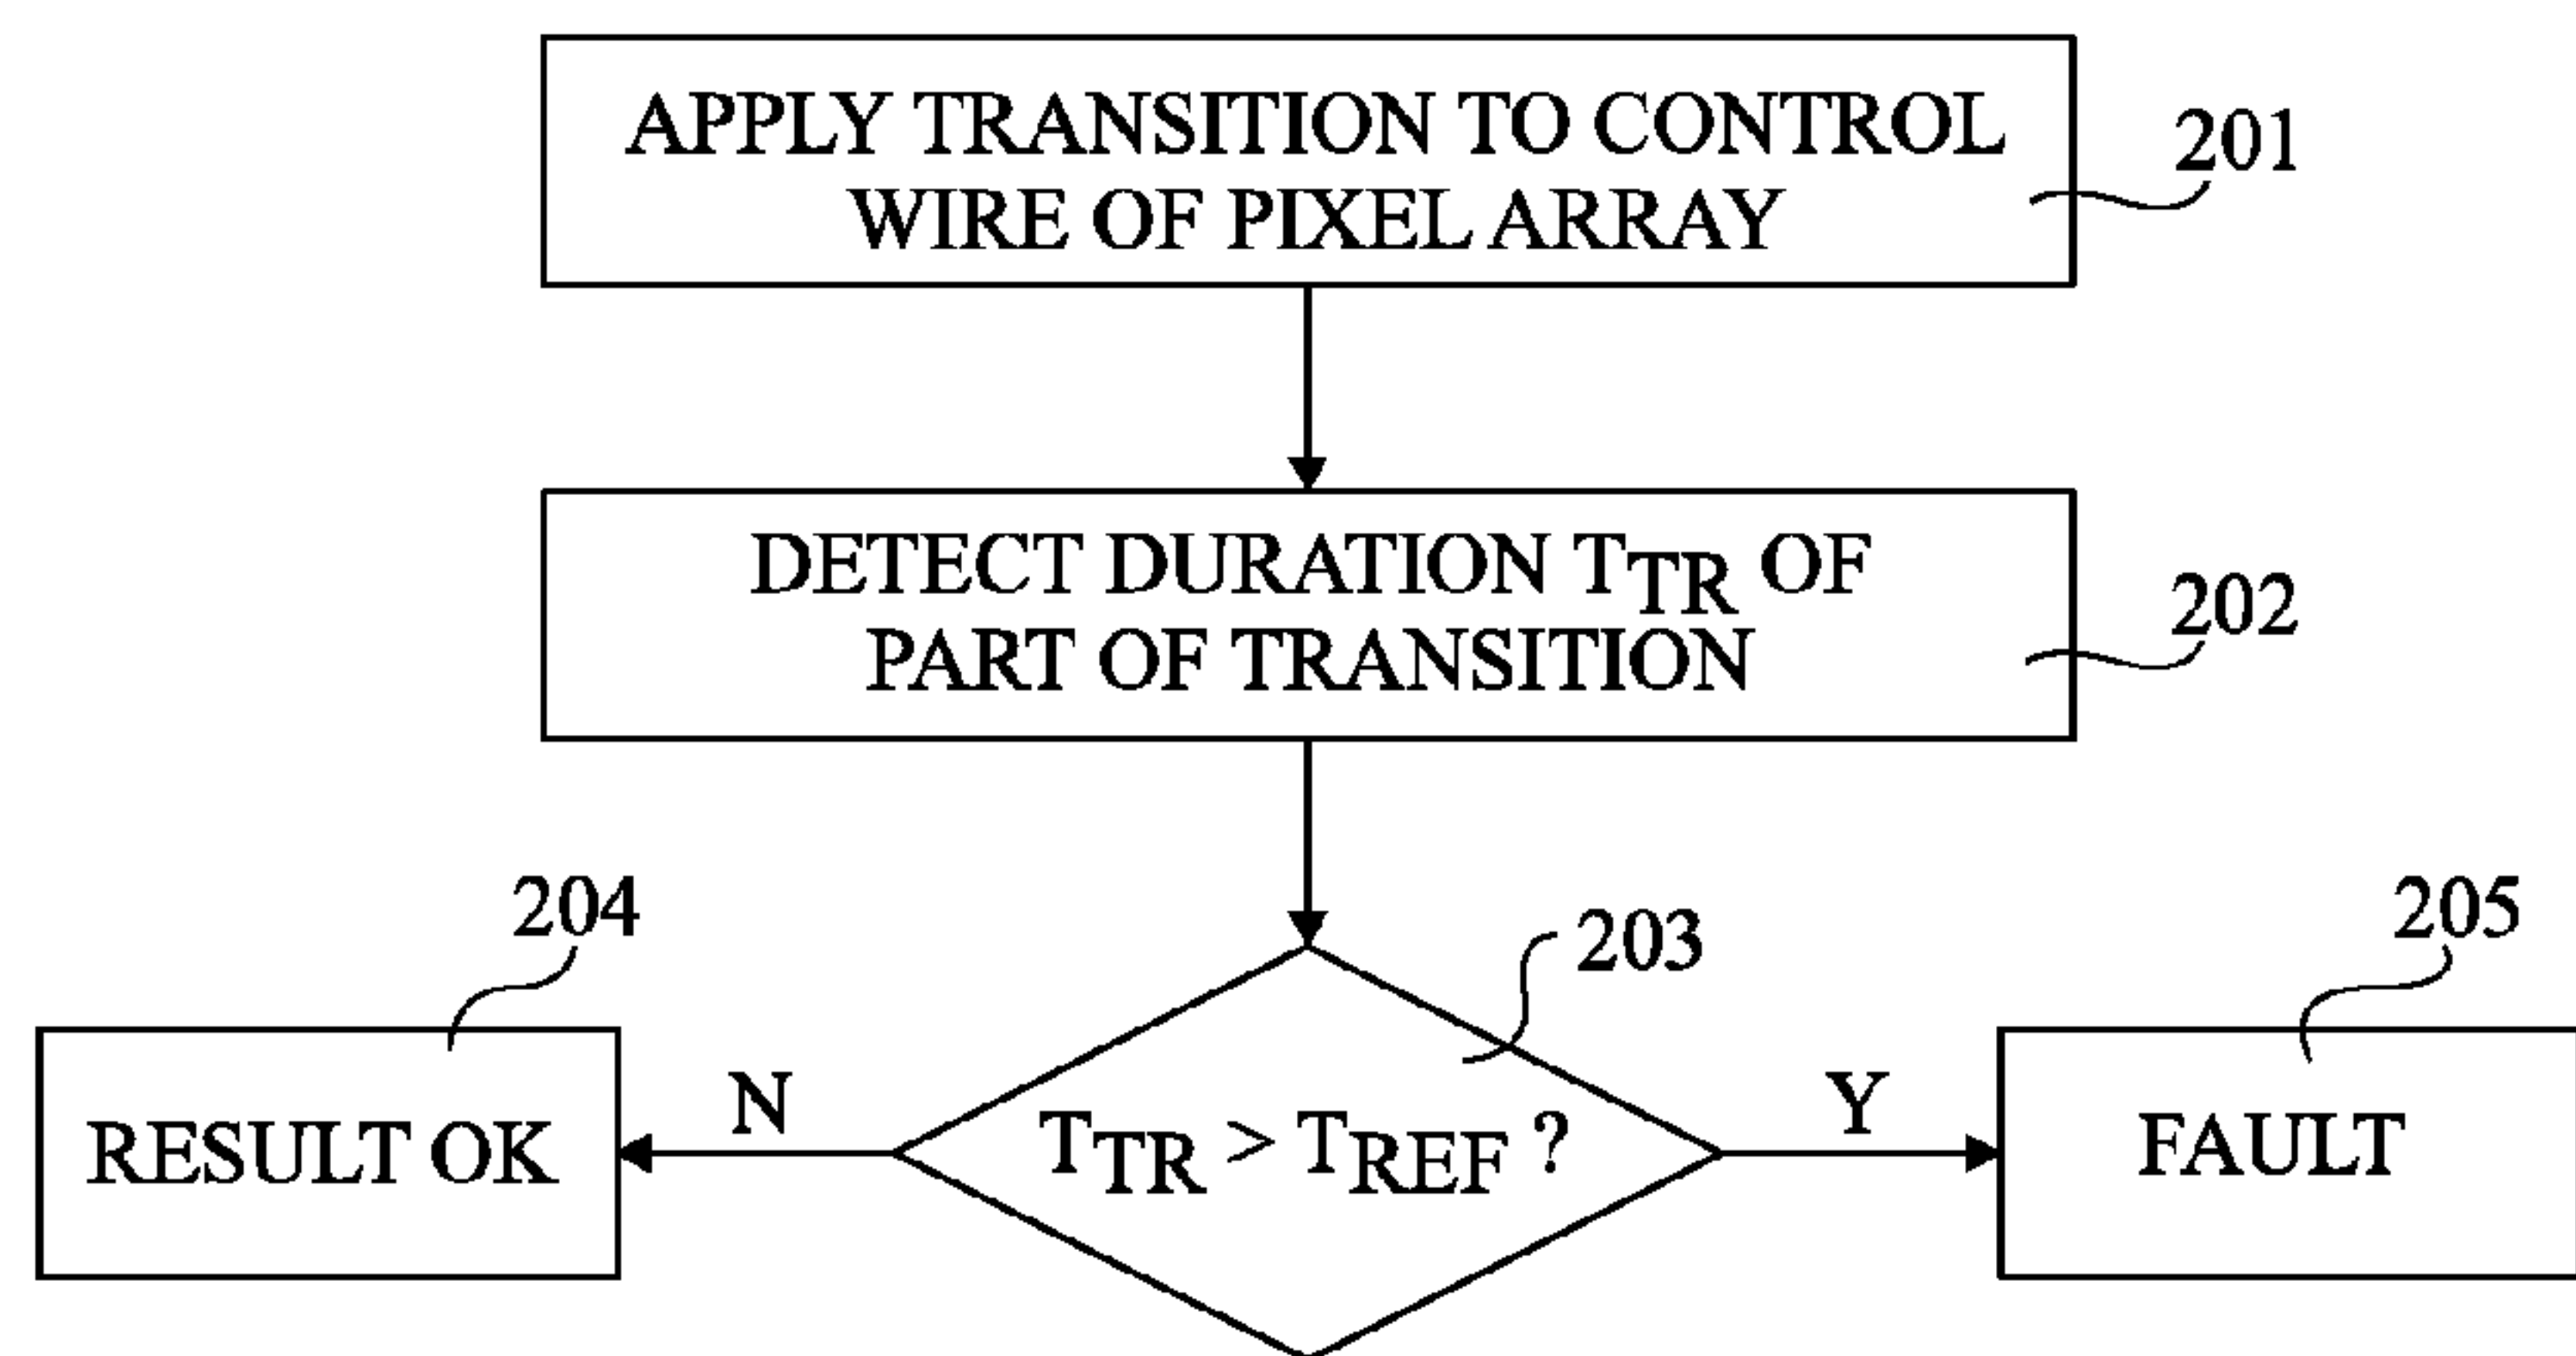 APPLY TRANSITION TO CONTROL
WIRE OF PIXEL ARRAY
201
DETECT DURATION TTR OF
PART OF TRANSITION
202
204
203
205
RESULT OK
N
TTR > TREF ?
Y
FAULT